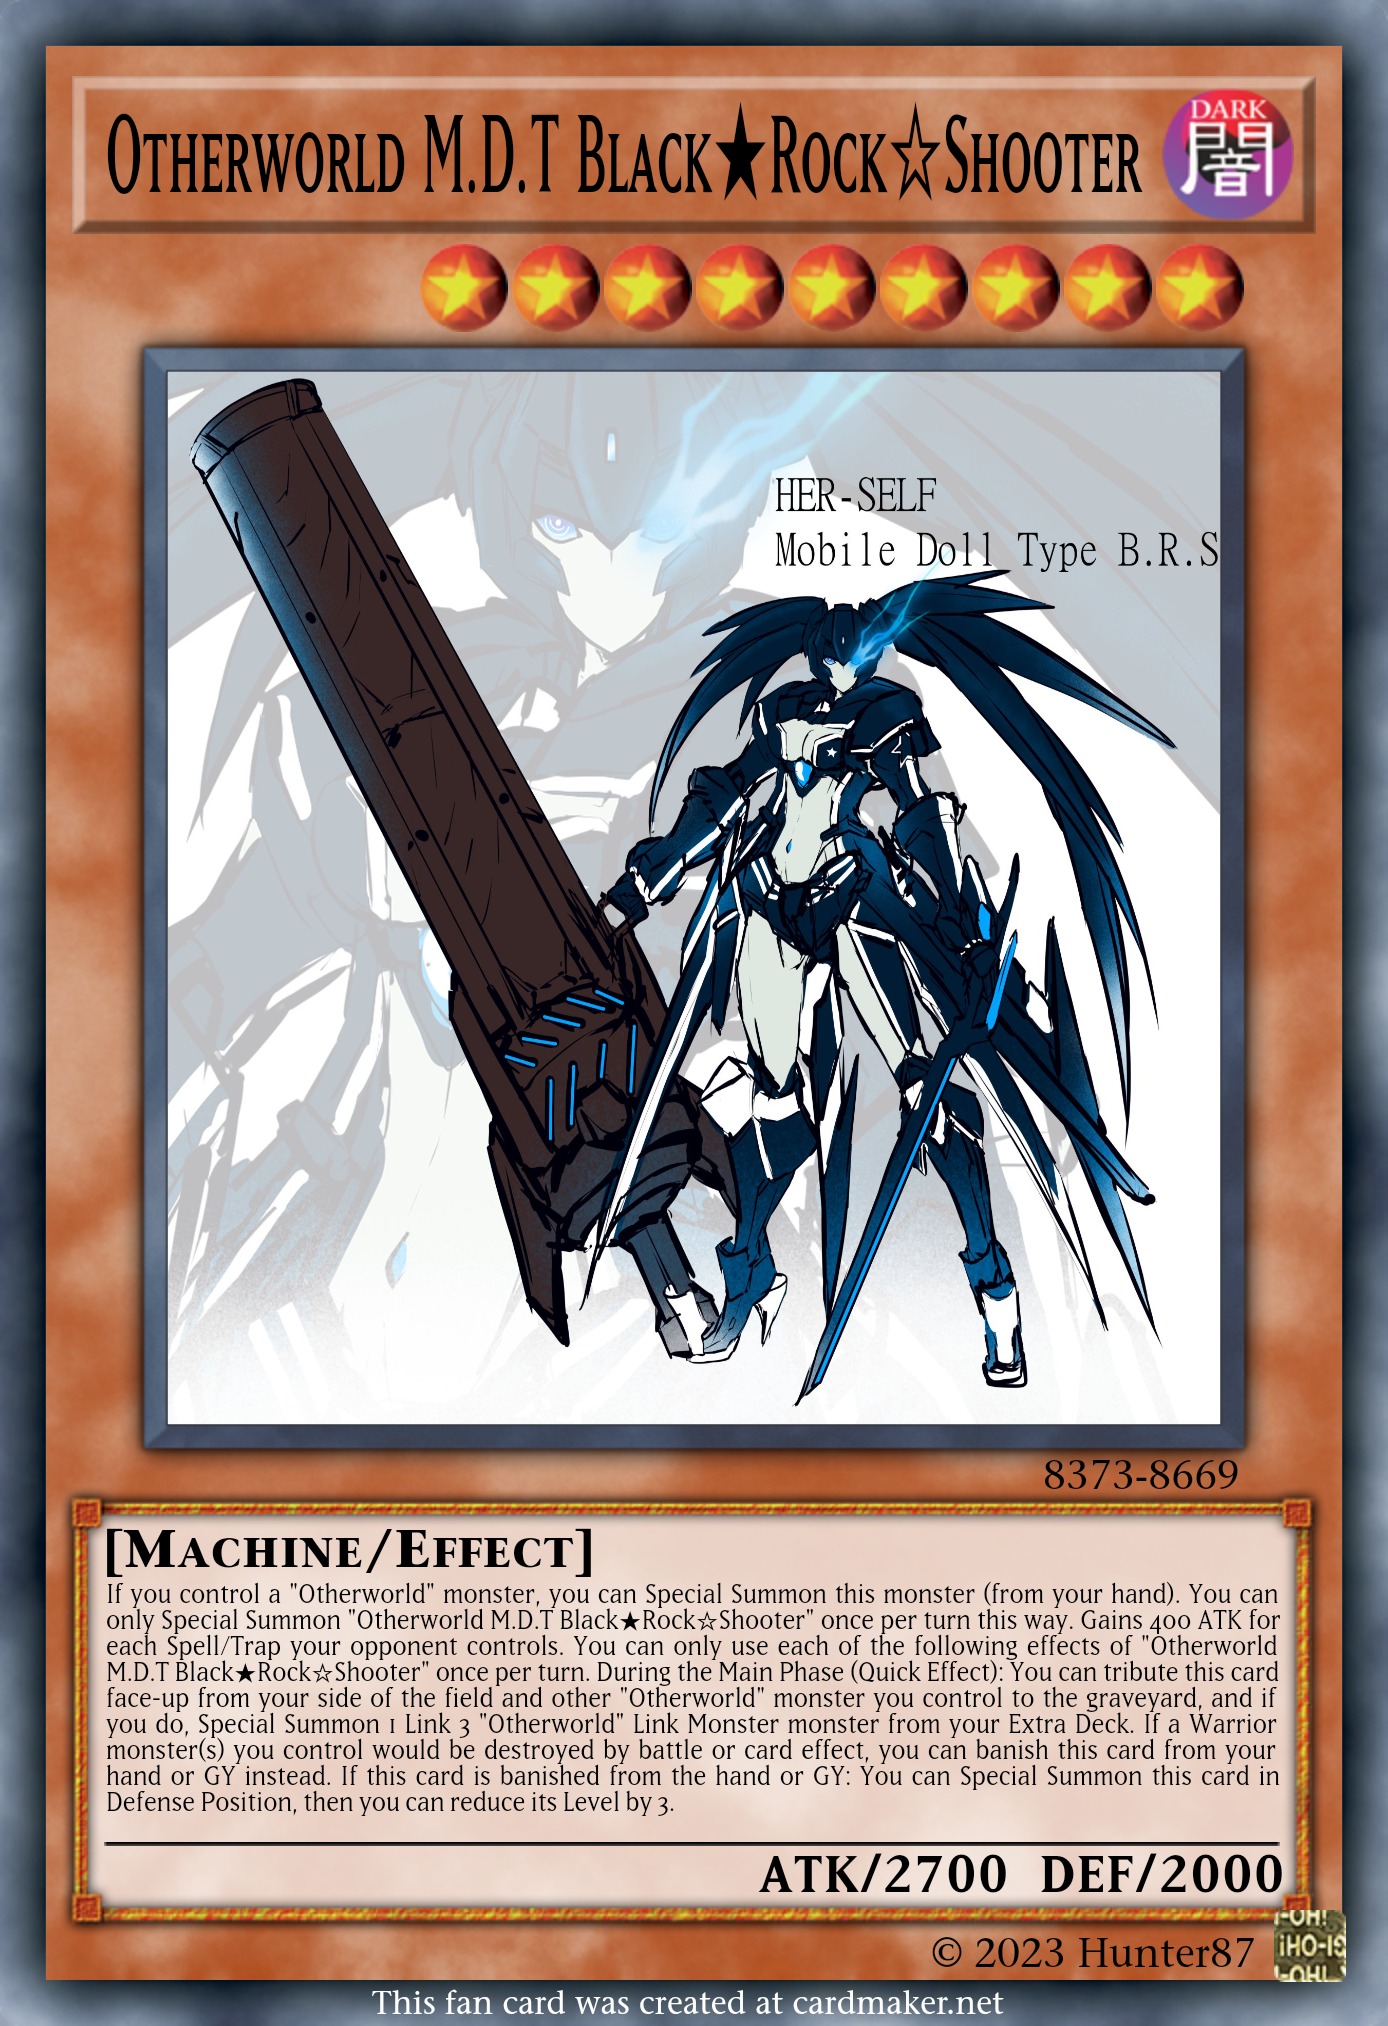 Otherworld M.D.T Black★Rock☆Shooter
DARK
闇
HER-SELF
Mobile Doll Type B.R.S
8373-8669
[Machine/Effect]
If you control a "Otherworld" monster, you can Special Summon this monster (from your hand). You can
only Special Summon "Otherworld M.D.T Black★Rock☆Shooter" once per turn this way. Gains 400 ATK for
each Spell/Trap your opponent controls. You can only use each of the following effects of "Otherworld
M.D.T Black★Rock☆Shooter" once per turn. During the Main Phase (Quick Effect): You can tribute this card
face-up from your side of the field and other "Otherworld" monster you control to the graveyard, and if
you do, Special Summon 1 Link 3 "Otherworld" Link Monster monster from your Extra Deck. If a Warrior
monster(s) you control would be destroyed by battle or card effect, you can banish this card from your
hand or GY instead. If this card is banished from the hand or GY: You can Special Summon this card in
Defense Position, then you can reduce its Level by 3.
ATK/2700 DEF/2000
© 2023 Hunter87
This fan card was created at cardmaker.net